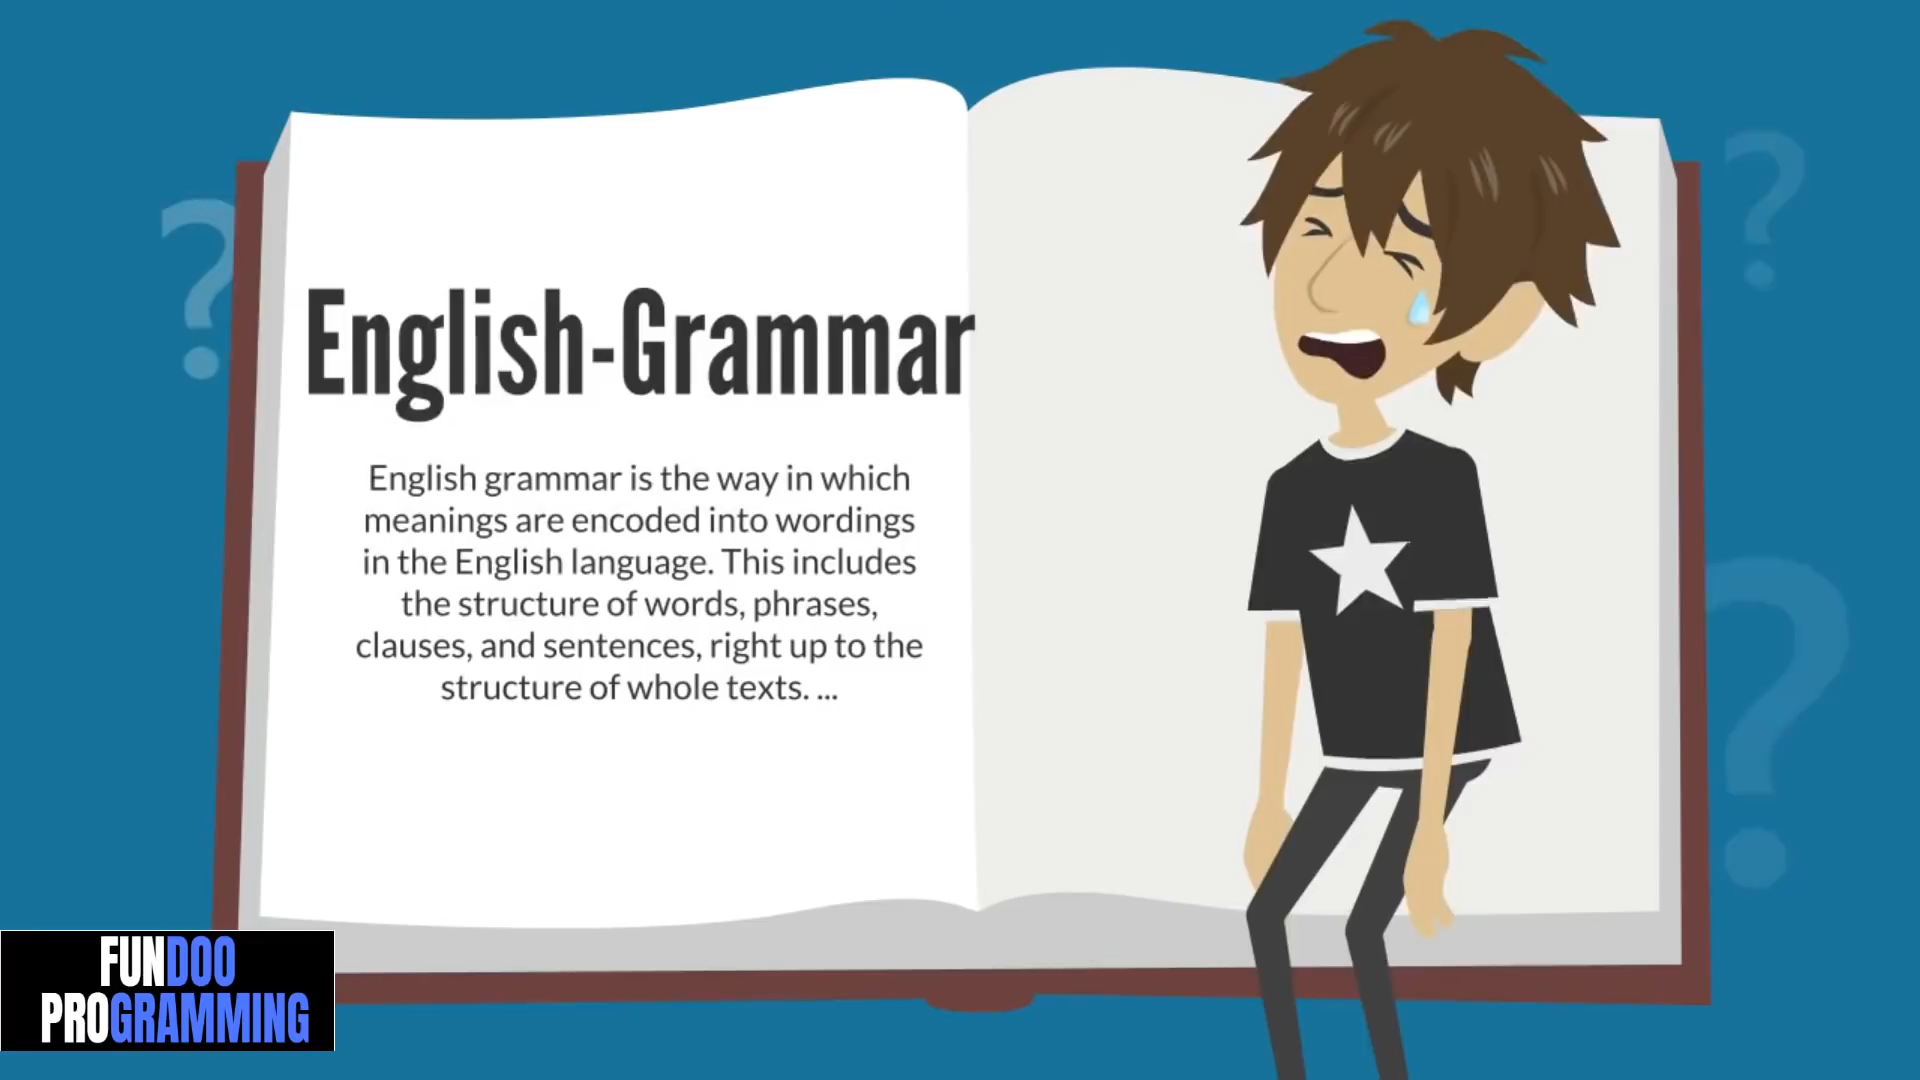 English-Grammar
English grammar is the way in which
meanings are encoded into wordings
in the English language. This includes
the structure of words, phrases,
clauses, and sentences, right up to the
structure of whole texts. ...
FUNDOO
PROGRAMMING